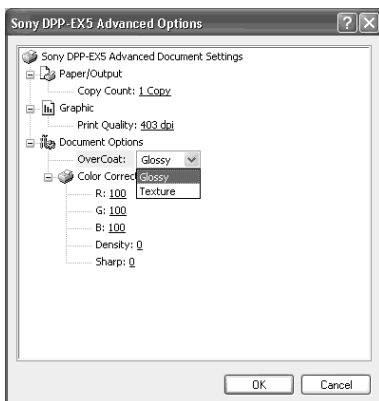 Sony DPP-EX5 Advanced Options
Sony DPP-EX5 Advanced Document Settings
Paper/Output
Copy Count: 1 Copy
Graphic
Print Quality: 403 dpi
Document Options
OverCoat: Glossy
Glossy
Texture
Color Correc
R: 100
G: 100
B: 100
Density: 0
Sharp: 0
OK Cancel